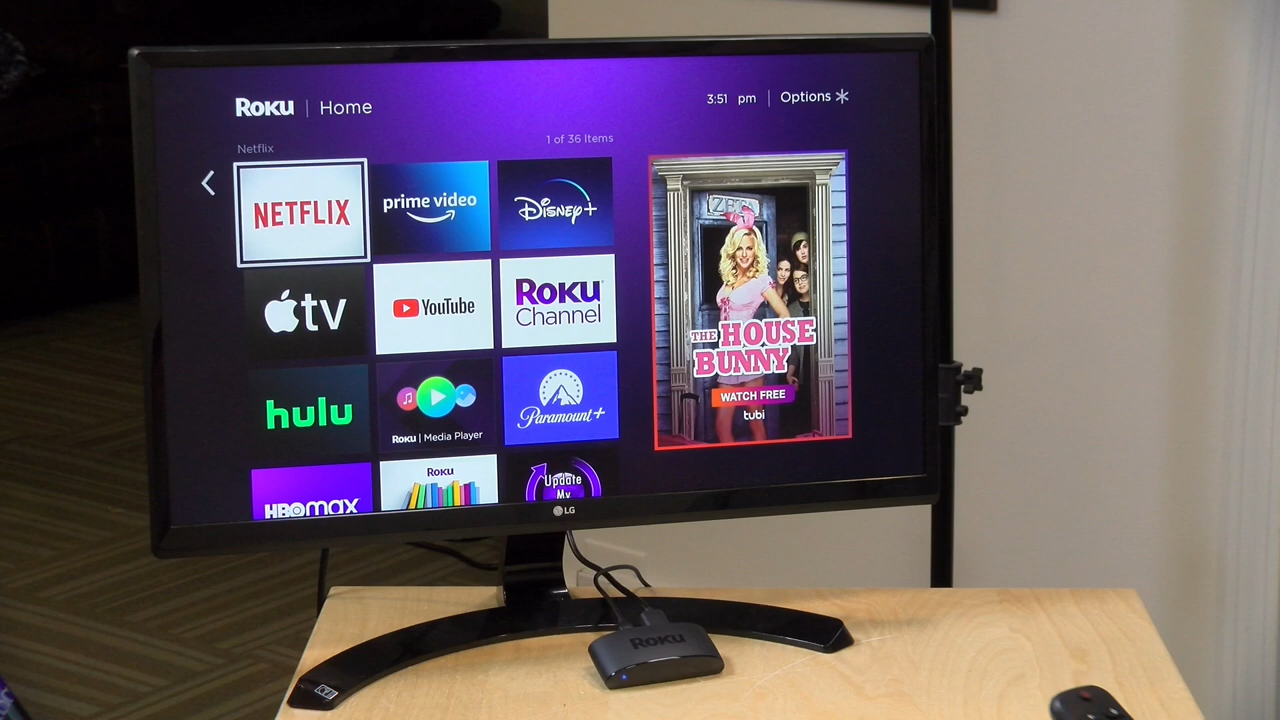 Roku | Home
3:51 pm | Options
1 of 36 Items
Netflix
NETFLIX
prime video
Disney+
tv
YouTube
Roku
Channel
hulu
Roku | Media Player
Paramount+
HBOMAX
Roku
Update
My
ZETA
THE HOUSE
BUNNY
WATCH FREE
tubi
LG
Roku